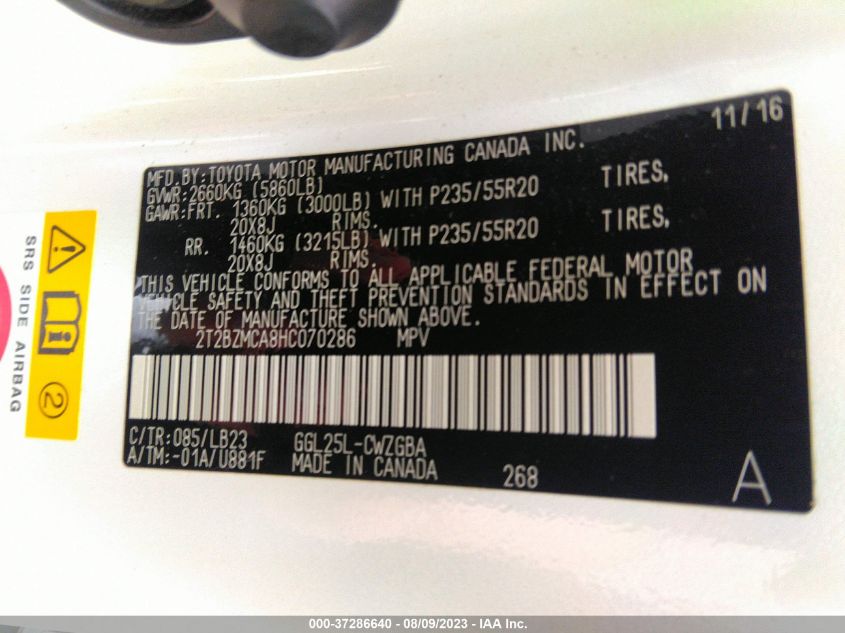 11/16
MFD.BY:TOYOTA MOTOR MANUFACTURING CANADA INC.
GVWR:2660KG (5860LB)
GAWR:FRT. 1360KG (3000LB) WITH P235/55R20 TIRES,
20X8J RIMS.
RR. 1460KG (3215LB) WITH P235/55R20 TIRES,
20X8J RIMS.
THIS VEHICLE CONFORMS TO ALL APPLICABLE FEDERAL MOTOR
VEHICLE SAFETY AND THEFT PREVENTION STANDARDS IN EFFECT ON
THE DATE OF MANUFACTURE SHOWN ABOVE.
2T2BZMCA8HC070286 MPV
C/TR:085/LB23 GGL25L-CWZGBA
A/TM:-01A/U881F MADE IN CANADA 268 A
SRS SIDE AIRBAG
2
000-37286640 - 08/09/2023 - IAA Inc.